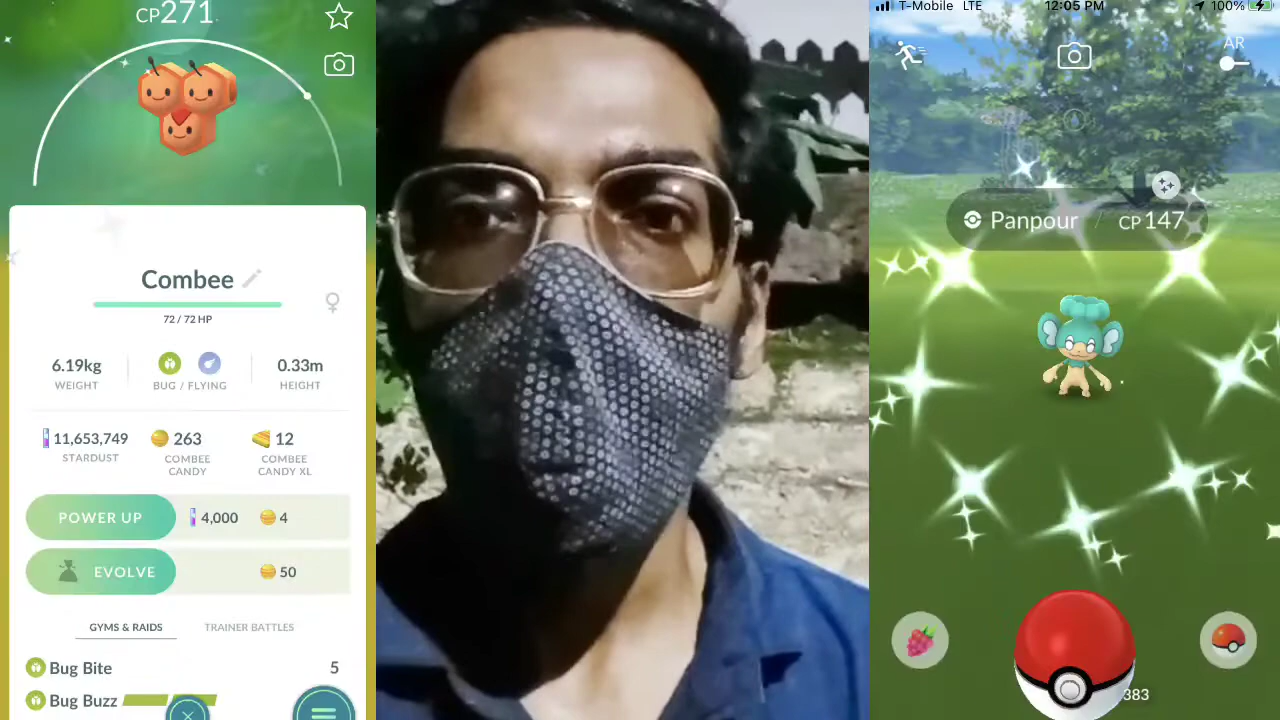 CP271
Combee
72 / 72 HP
6.19kg
WEIGHT
BUG / FLYING
0.33m
HEIGHT
11,653,749
STARDUST
263
COMBEE
CANDY
12
COMBEE
CANDY XL
POWER UP
4,000
4
EVOLVE
50
GYMS & RAIDS
TRAINER BATTLES
Bug Bite
5
Bug Buzz
T-Mobile LTE
12:05 PM
100%
AR
Panpour / CP147
383